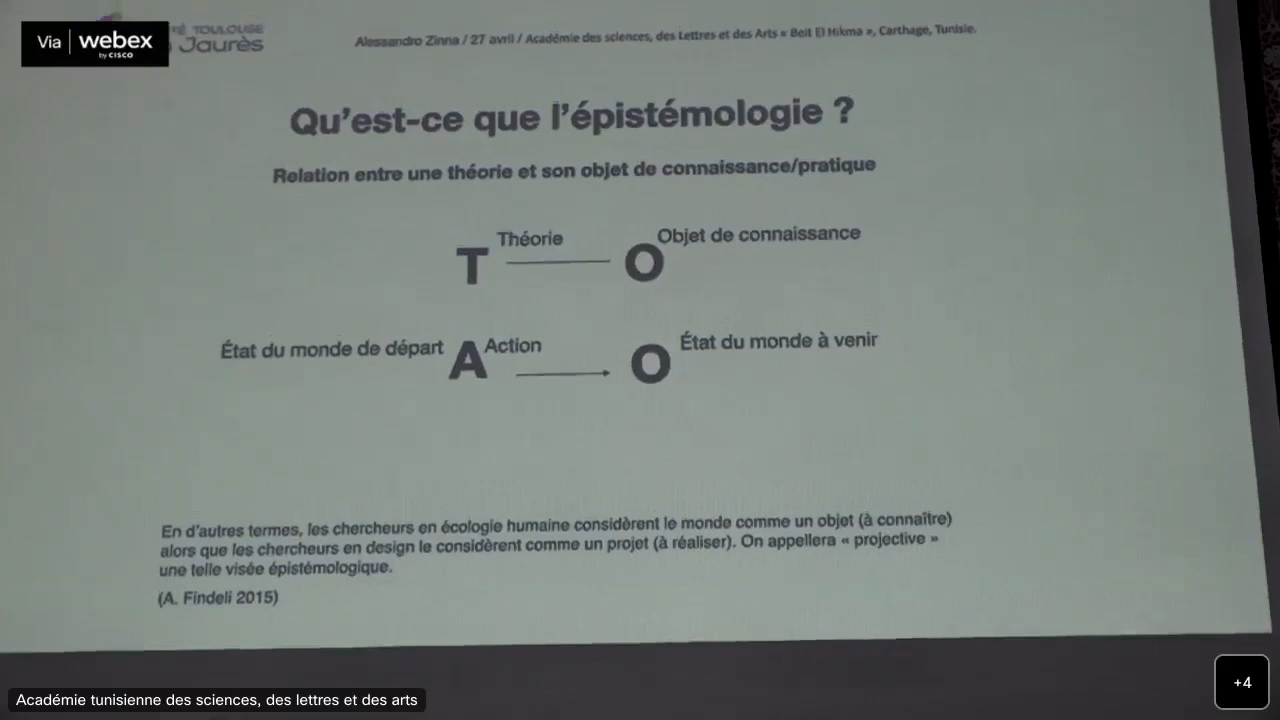 Via | webex
by CISCO
TOULOUSE
Jaurès
Alessandro Zinna / 27 avril / Académie des sciences, des Lettres et des Arts « Beit El Hikma », Carthage, Tunisie.
Qu'est-ce que l'épistémologie ?
Relation entre une théorie et son objet de connaissance/pratique
T Théorie O Objet de connaissance
État du monde de départ A Action O État du monde à venir
En d'autres termes, les chercheurs en écologie humaine considèrent le monde comme un objet (à connaître)
alors que les chercheurs en design le considèrent comme un projet (à réaliser). On appellera « projective »
une telle visée épistémologique.
(A. Findeli 2015)
+4
Académie tunisienne des sciences, des lettres et des arts